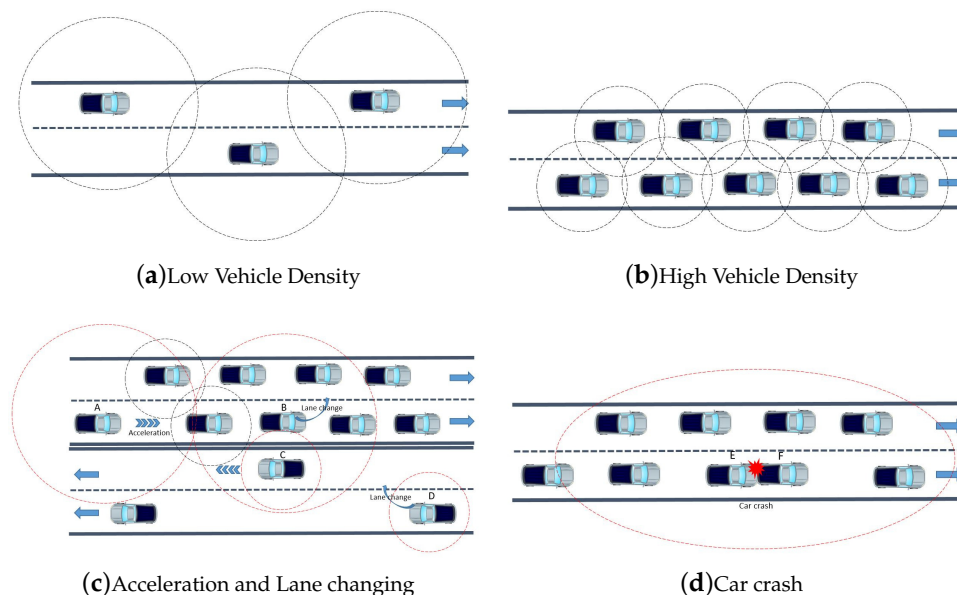 (a)Low Vehicle Density
(b)High Vehicle Density
A
B
Lane change
Acceleration
C
Lane change
D
(c)Acceleration and Lane changing
E
F
Car crash
(d)Car crash